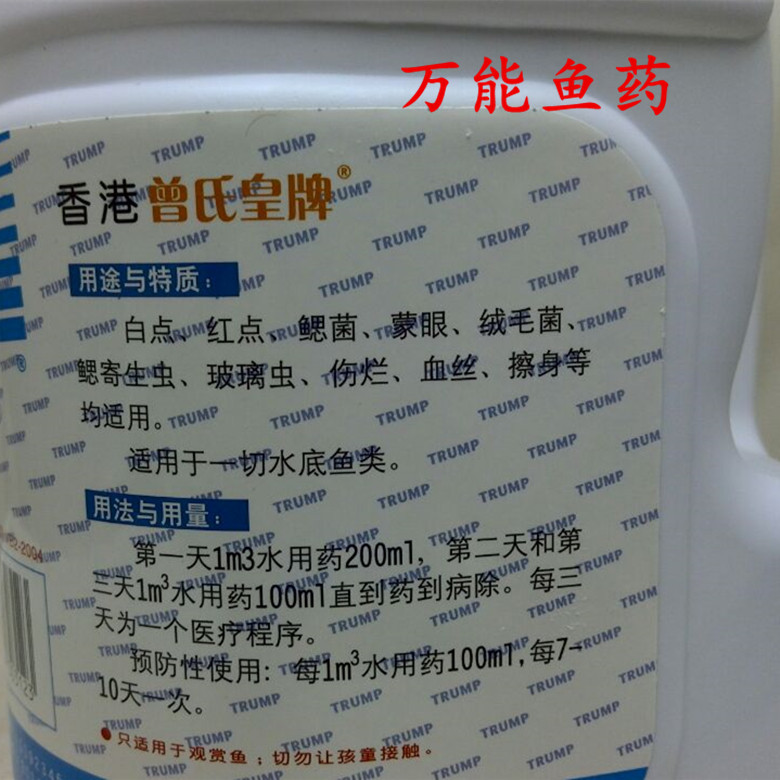 万能鱼药
香港 曾氏皇牌®
用途与特质:
白点、红点、鳃菌、蒙眼、绒毛菌、
鳃寄生虫、玻璃虫、伤烂、血丝、擦身等
均适用。
适用于一切水底鱼类。
用法与用量:
第一天1m3水用药200ml,第二天和第
三天1m³水用药100ml直到药到病除。每三
天为一个医疗程序。
预防性使用:每1m³水用药100ml,每7-
10天一次。
●只适用于观赏鱼;切勿让孩童接触。
TRUMP